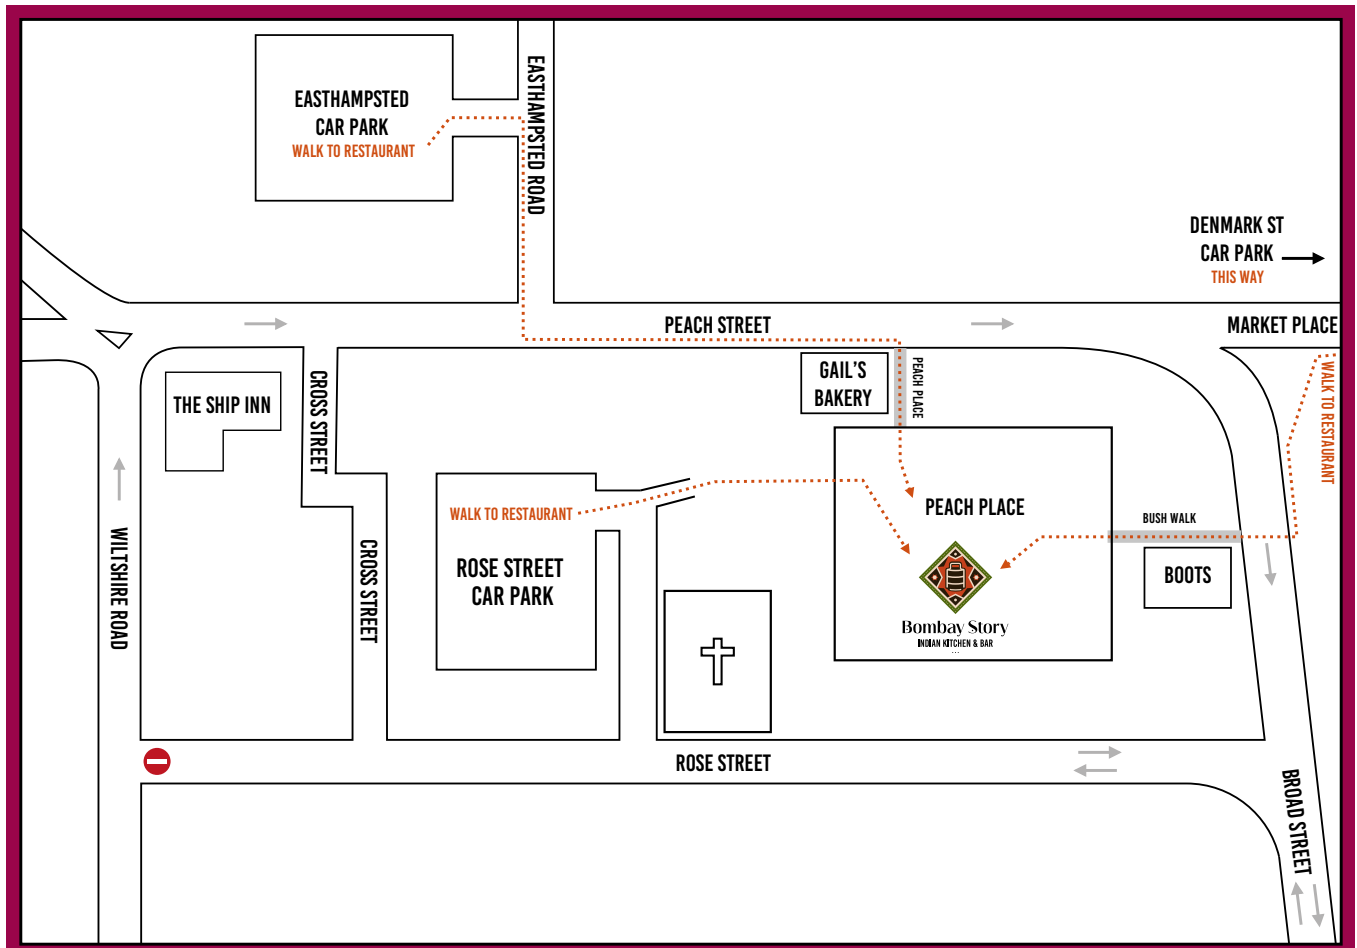 EASTHAMPSTED
CAR PARK
WALK TO RESTAURANT
EASTHAMPSTED ROAD
DENMARK ST
CAR PARK
THIS WAY
PEACH STREET
MARKET PLACE
THE SHIP INN
CROSS STREET
GAIL'S
BAKERY
PEACH PLACE
WALK TO RESTAURANT
WALK TO RESTAURANT
ROSE STREET
CAR PARK
PEACH PLACE
BUSH WALK
BOOTS
WILTSHIRE ROAD
CROSS STREET
Bombay Story
INDIAN KITCHEN & BAR
...
ROSE STREET
BROAD STREET